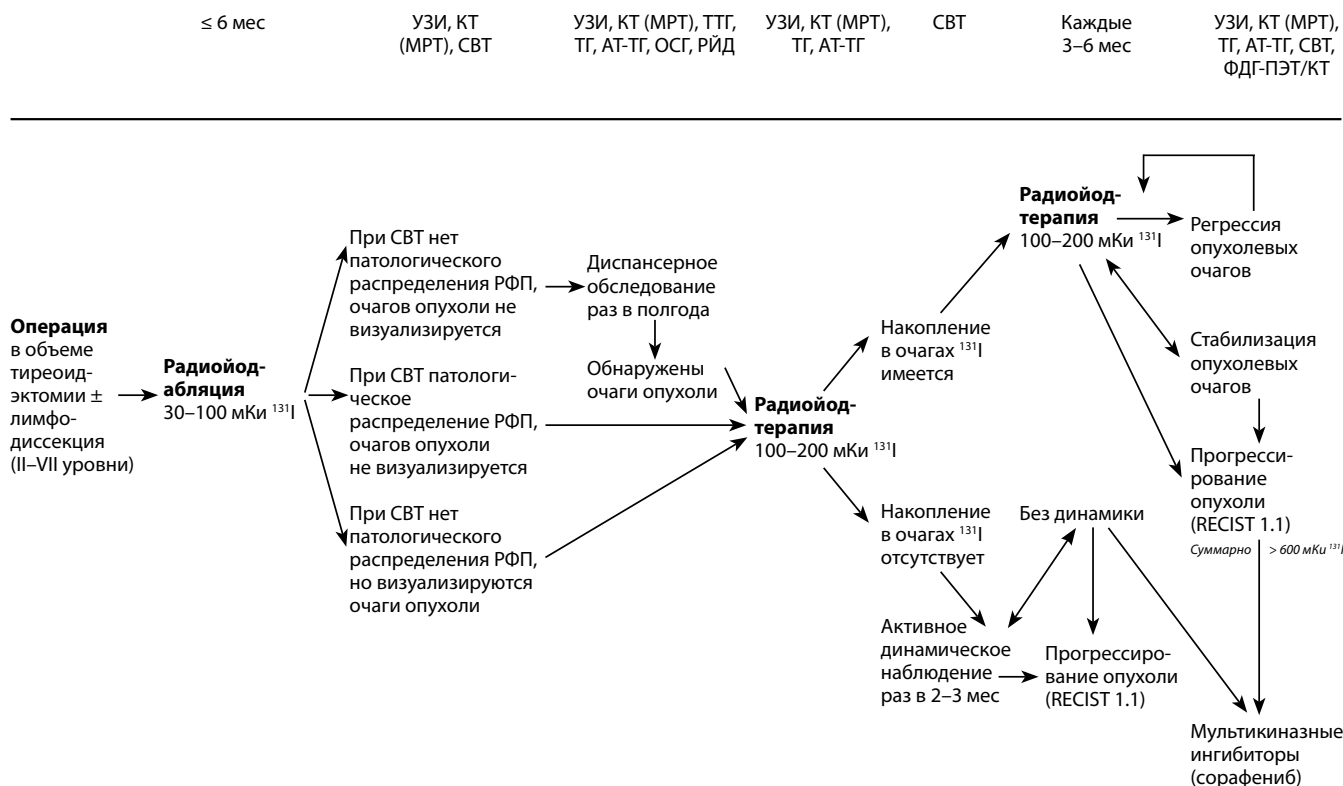 ≤ 6 мес
УЗИ, КТ
(МРТ), СВТ
УЗИ, КТ (МРТ), ТТГ,
ТГ, АТ-ТГ, ОСГ, РЙД
УЗИ, КТ (МРТ),
ТГ, АТ-ТГ
СВТ
Каждые
3–6 мес
УЗИ, КТ (МРТ),
ТГ, АТ-ТГ, СВТ,
ФДГ-ПЭТ/КТ
Операция
в объеме
тиреоид-
эктомии ±
лимфо-
диссекция
(II–VII уровни)
Радиойод-
абляция
30–100 мКи ¹³¹I
При СВТ нет
патологического
распределения РФП,
очагов опухоли не
визуализируется
При СВТ патологи-
ческое
распределение РФП,
очагов опухоли
не визуализируется
При СВТ нет
патологического
распределения РФП,
но визуализируются
очаги опухоли
Диспансерное
обследование
раз в полгода
Обнаружены
очаги опухоли
Радиойод-
терапия
100–200 мКи ¹³¹I
Накопление
в очагах ¹³¹I
имеется
Накопление
в очагах ¹³¹I
отсутствует
Активное
динамическое
наблюдение
раз в 2–3 мес
Радиойод-
терапия
100–200 мКи ¹³¹I
Без динамики
Прогрессиро-
вание опухоли
(RECIST 1.1)
Регрессия
опухолевых
очагов
Стабилизация
опухолевых
очагов
Прогресси-
рование
опухоли
(RECIST 1.1)
Суммарно > 600 мКи ¹³¹I
Мультикиназные
ингибиторы
(сорафениб)